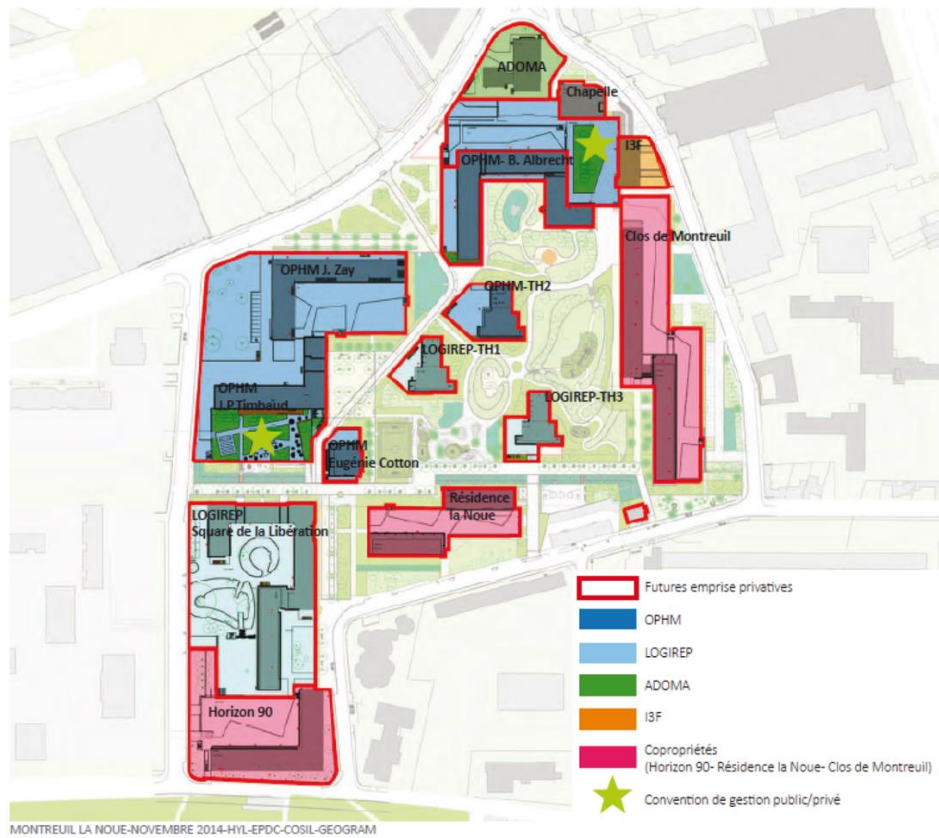 ADOMA
Chapelle
I3F
OPHM- B. Albrecht
Clos de Montreuil
OPHM J. Zay
OPHM-TH2
LOGIREP-TH1
LOGIREP-TH3
OPHM
J.P.Timbaud
OPHM
Eugénie Cotton
Résidence
la Noue
LOGIREP
Square de la Libération
Horizon 90
Futures emprise privatives
OPHM
LOGIREP
ADOMA
I3F
Copropriétés
(Horizon 90- Résidence la Noue- Clos de Montreuil)
Convention de gestion public/privé
MONTREUIL LA NOUE-NOVEMBRE 2014-HYL-EPDC-COSIL-GEOGRAM